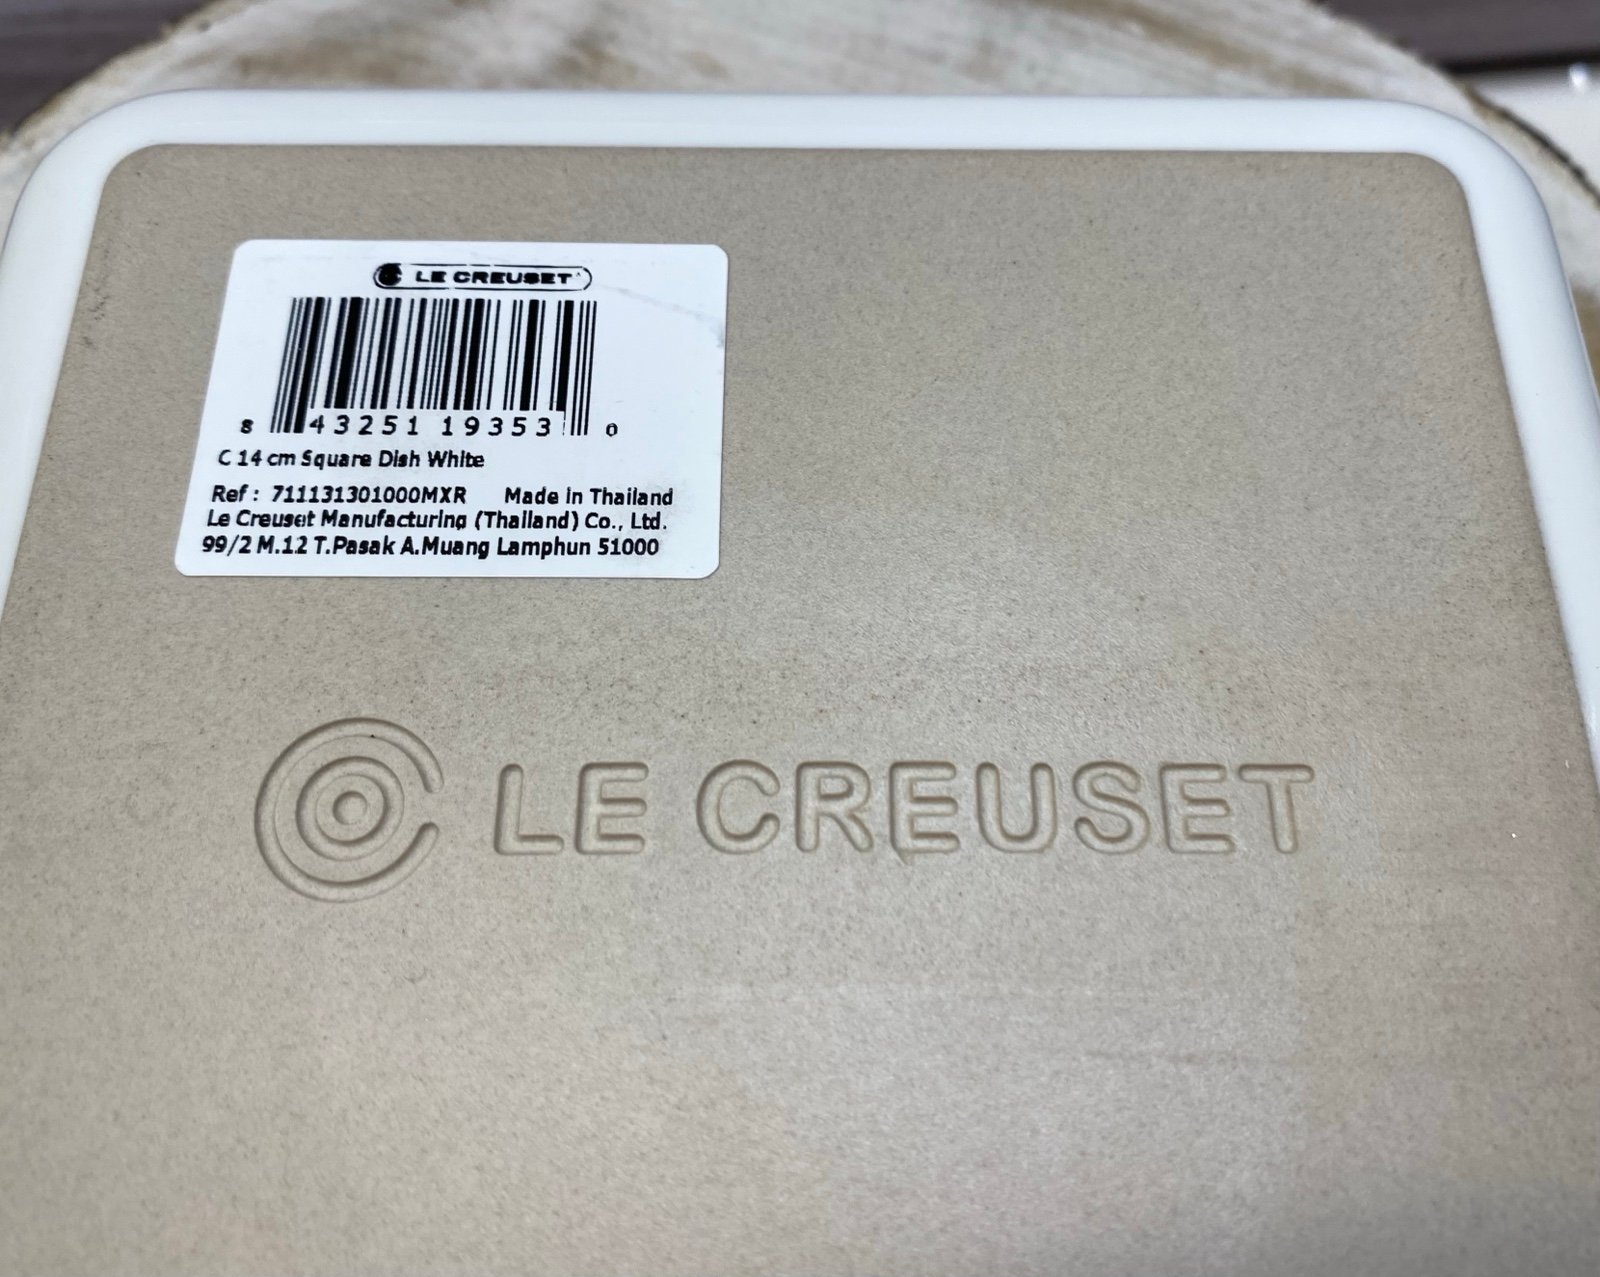 LE CREUSET
8 43251 19353 0
C 14 cm Square Dish White
Ref : 711131301000MXR Made in Thailand
Le Creuset Manufacturing (Thailand) Co., Ltd.
99/2 M.12 T.Pasak A.Muang Lamphun 51000
LE CREUSET